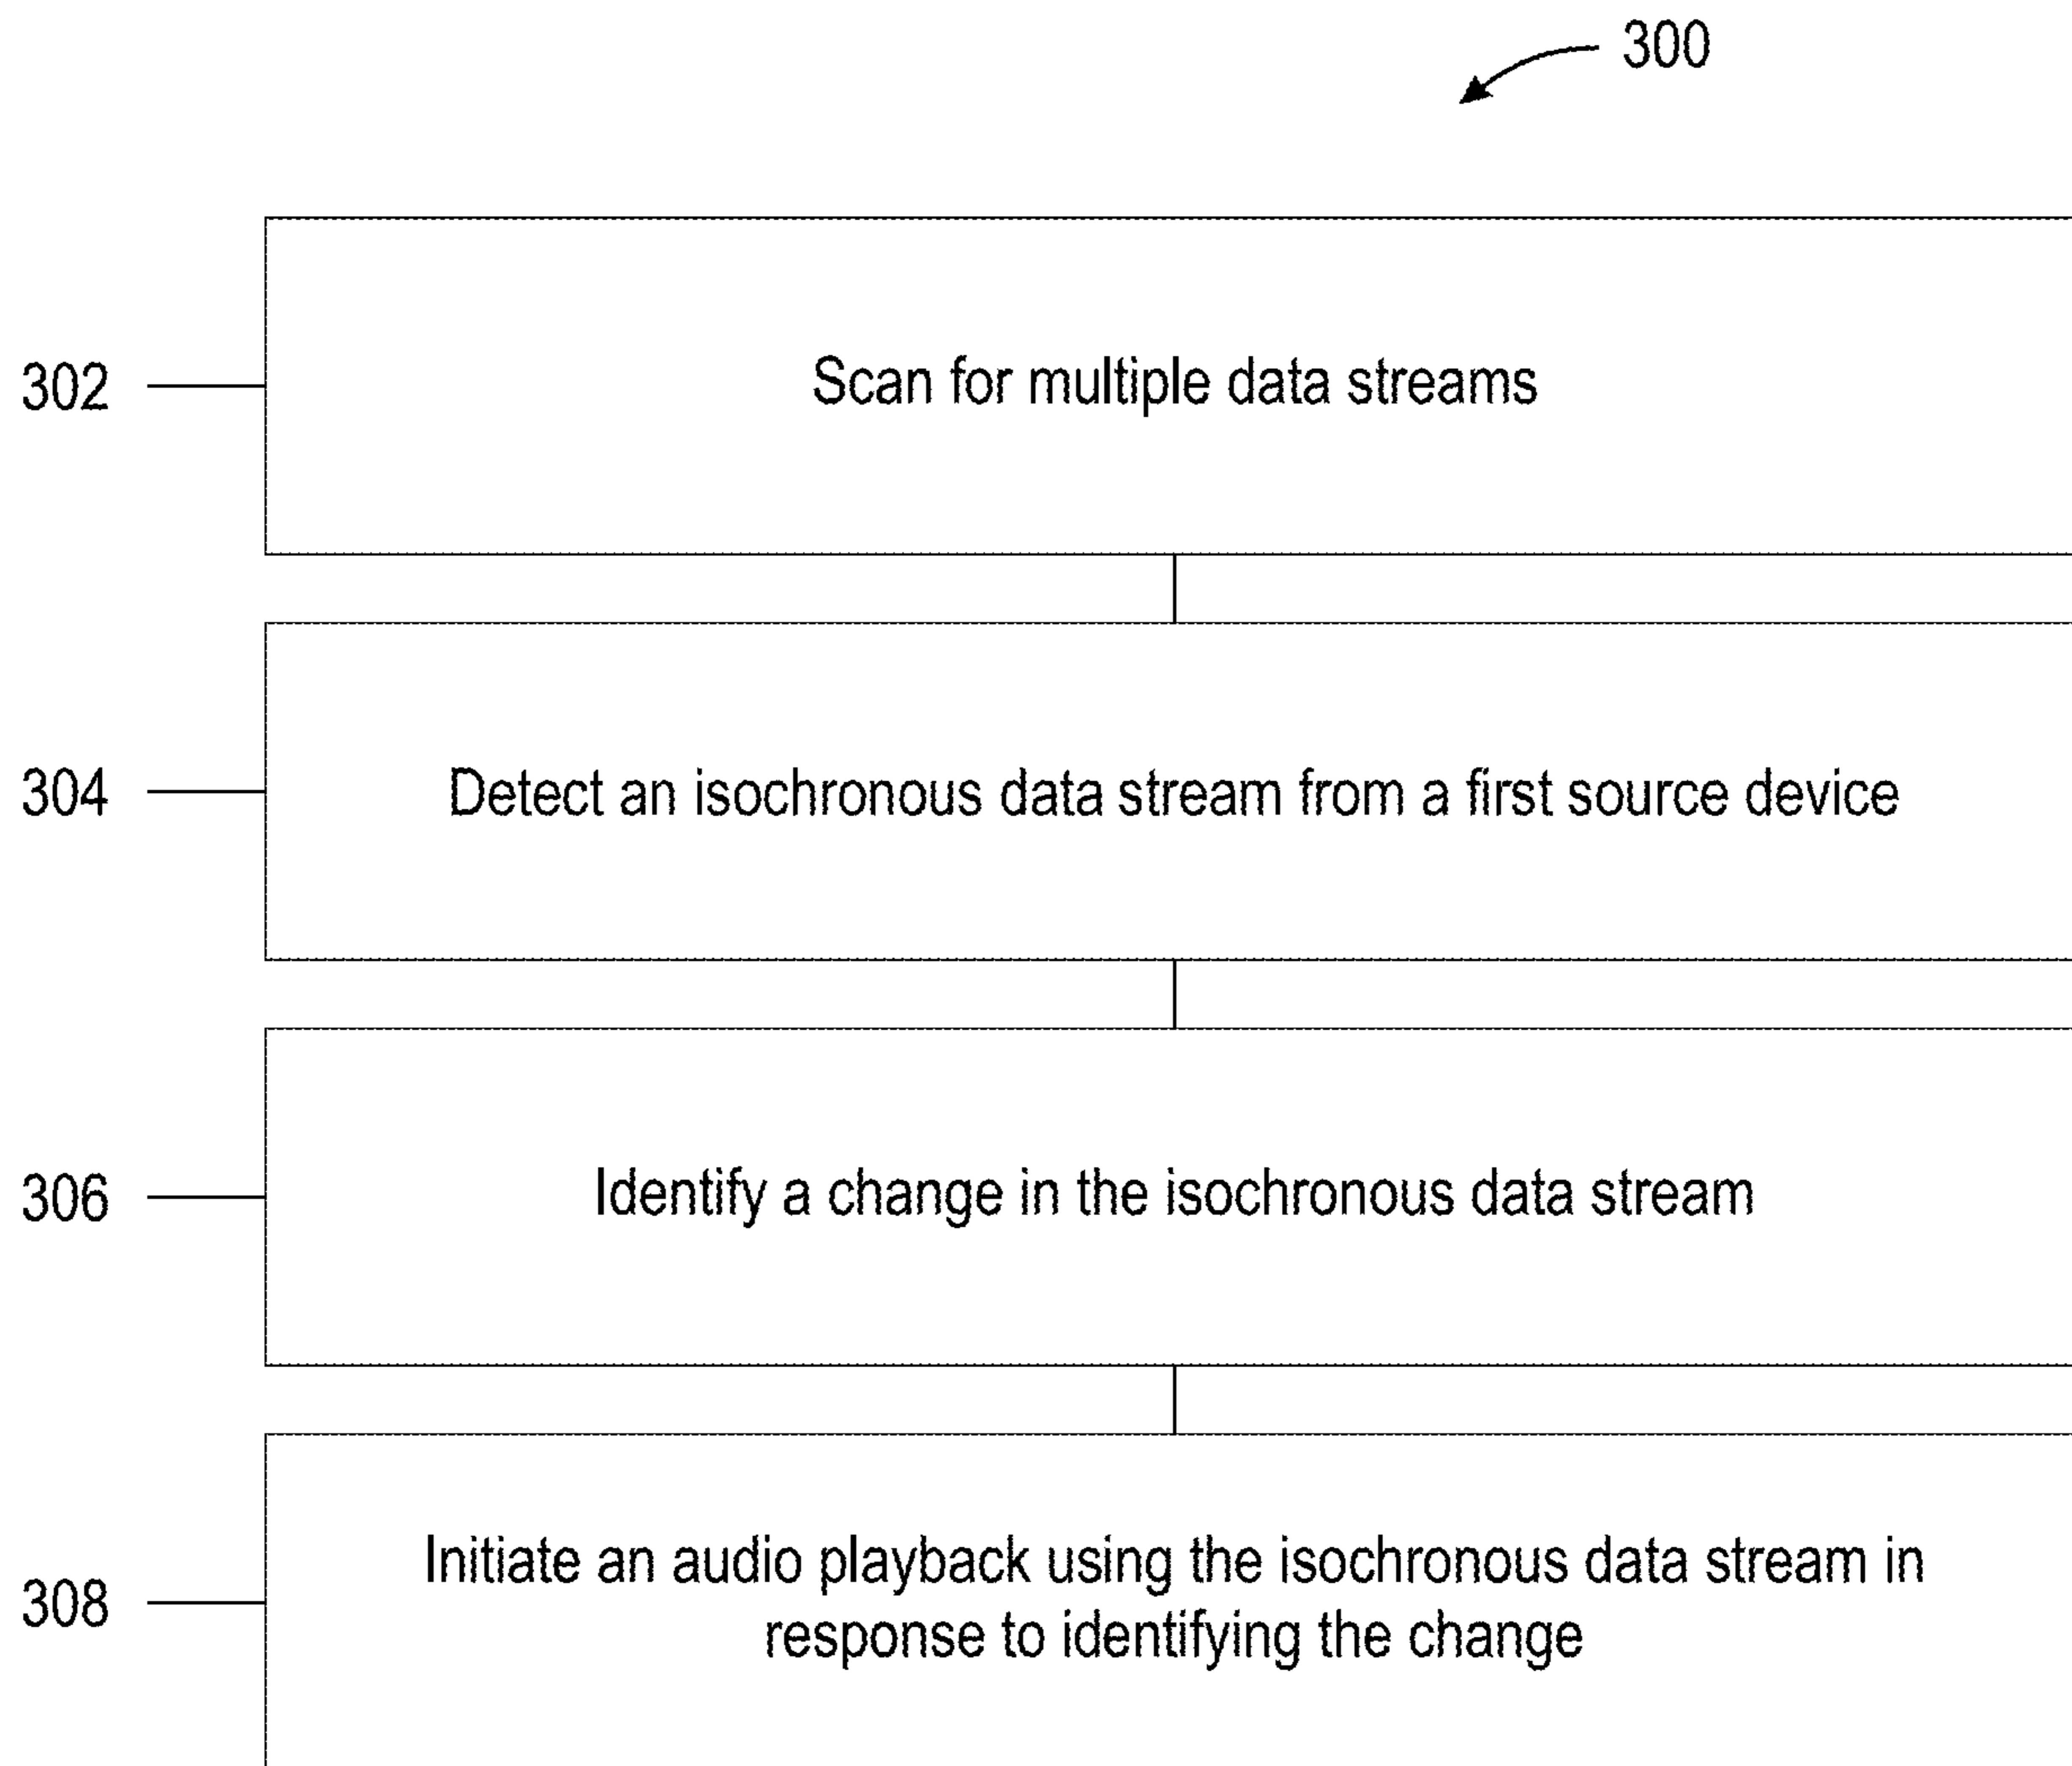 300
302
Scan for multiple data streams
304
Detect an isochronous data stream from a first source device
306
Identify a change in the isochronous data stream
308
Initiate an audio playback using the isochronous data stream in
response to identifying the change